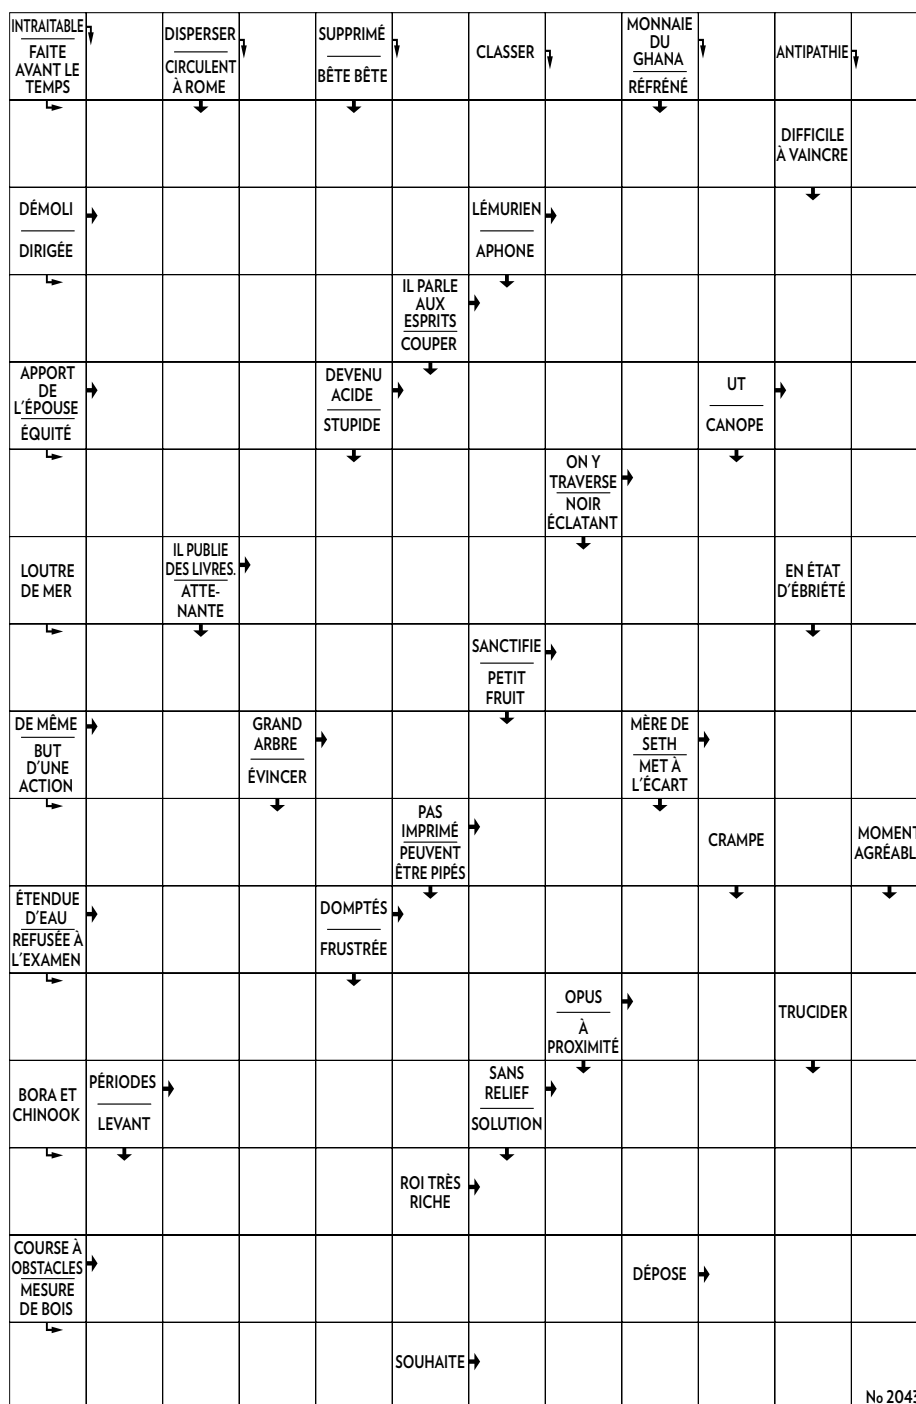 INTRAITABLE
FAITE
AVANT LE
TEMPS
DISPERSER
CIRCULENT
À ROME
SUPPRIMÉ
BÊTE BÊTE
CLASSER
MONNAIE
DU
GHANA
RÉFRÉNÉ
ANTIPATHIE
DIFFICILE
À VAINCRE
DÉMOLI
DIRIGÉE
LÉMURIEN
APHONE
IL PARLE
AUX
ESPRITS
COUPER
APPORT
DE
L'ÉPOUSE
ÉQUITÉ
DEVENU
ACIDE
STUPIDE
UT
CANOPE
ON Y
TRAVERSE
NOIR
ÉCLATANT
LOUTRE
DE MER
IL PUBLIE
DES LIVRES.
ATTE-
NANTE
EN ÉTAT
D'ÉBRIÉTÉ
SANCTIFIE
PETIT
FRUIT
DE MÊME
BUT
D'UNE
ACTION
GRAND
ARBRE
ÉVINCER
MÈRE DE
SETH
MET À
L'ÉCART
PAS
IMPRIMÉ
PEUVENT
ÊTRE PIPÉS
CRAMPE
MOMENT
AGRÉABL
ÉTENDUE
D'EAU
REFUSÉE À
L'EXAMEN
DOMPTÉS
FRUSTRÉE
OPUS
À
PROXIMITÉ
TRUCIDER
BORA ET
CHINOOK
PÉRIODES
LEVANT
SANS
RELIEF
SOLUTION
ROI TRÈS
RICHE
COURSE À
OBSTACLES
MESURE
DE BOIS
DÉPOSE
SOUHAITE
No 2043